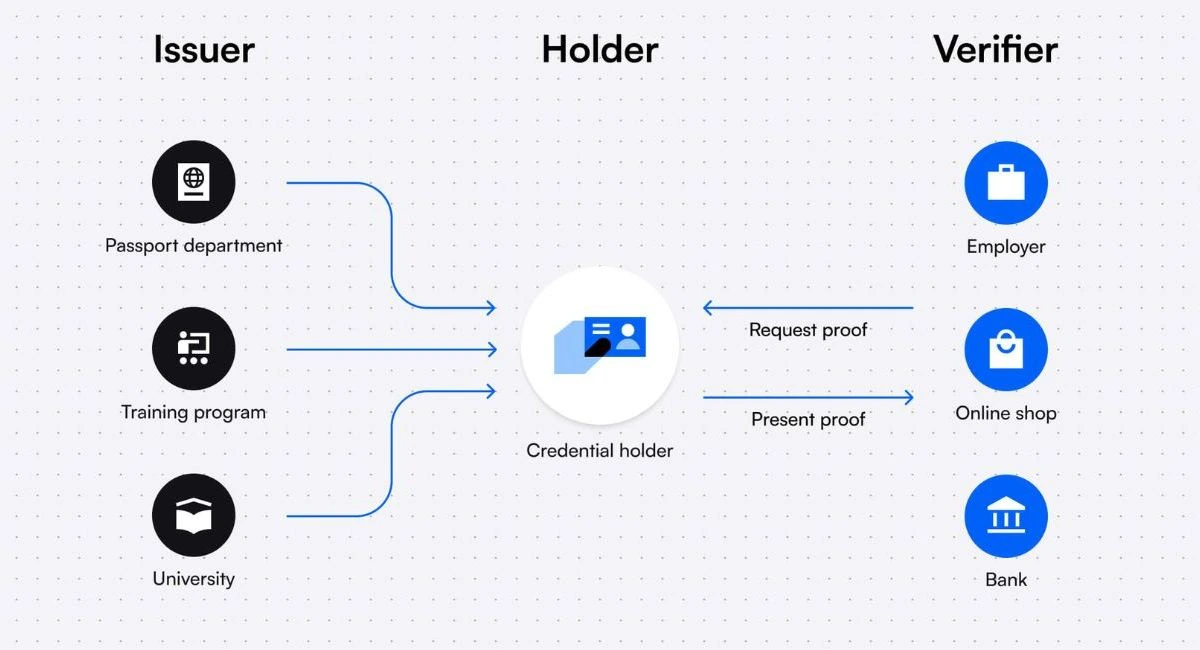 Issuer
Holder
Verifier
Passport department
Training program
University
Credential holder
Request proof
Present proof
Employer
Online shop
Bank